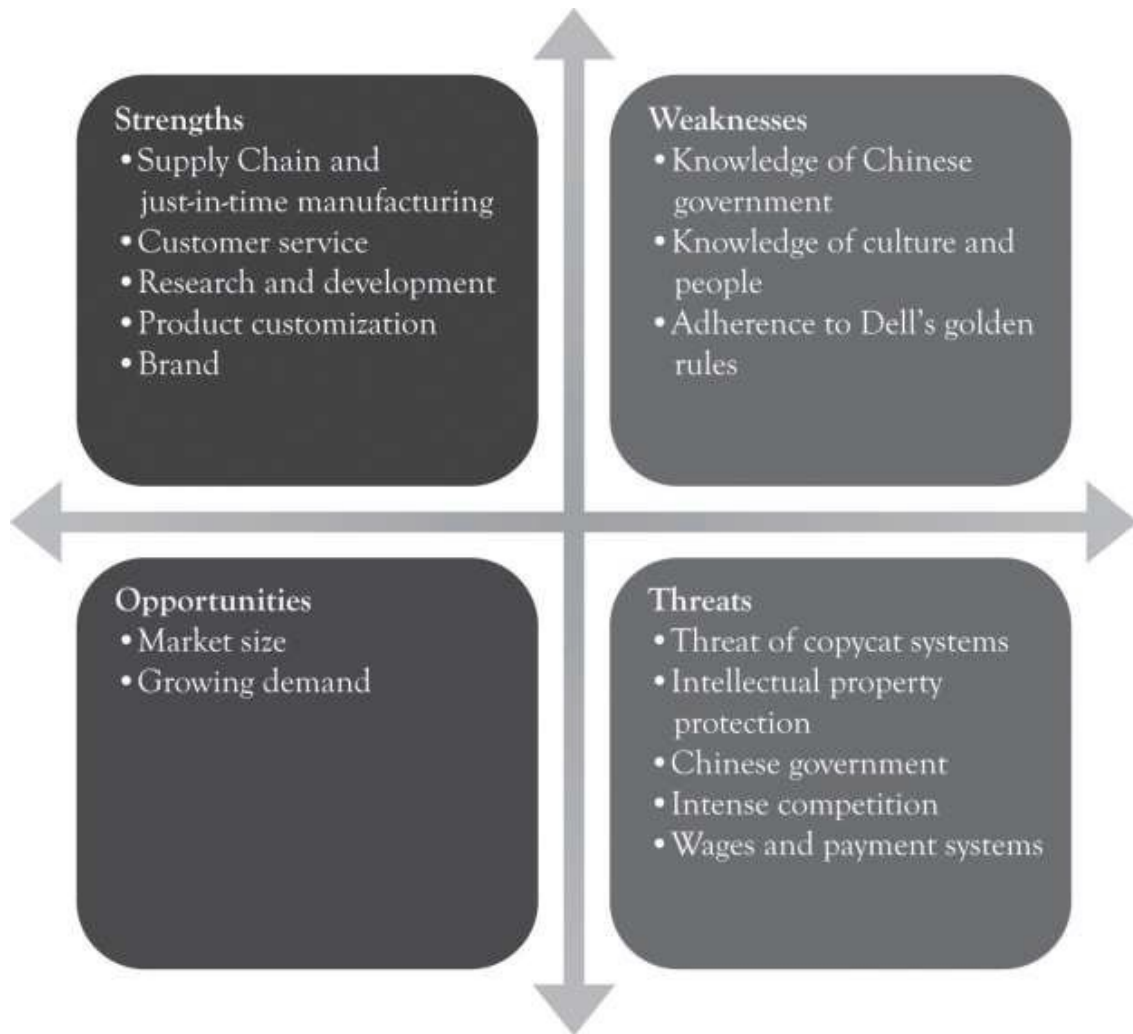 Strengths
• Supply Chain and
just-in-time manufacturing
• Customer service
• Research and development
• Product customization
• Brand
Weaknesses
• Knowledge of Chinese
government
• Knowledge of culture and
people
• Adherence to Dell’s golden
rules
Opportunities
• Market size
• Growing demand
Threats
• Threat of copycat systems
• Intellectual property
protection
• Chinese government
• Intense competition
• Wages and payment systems